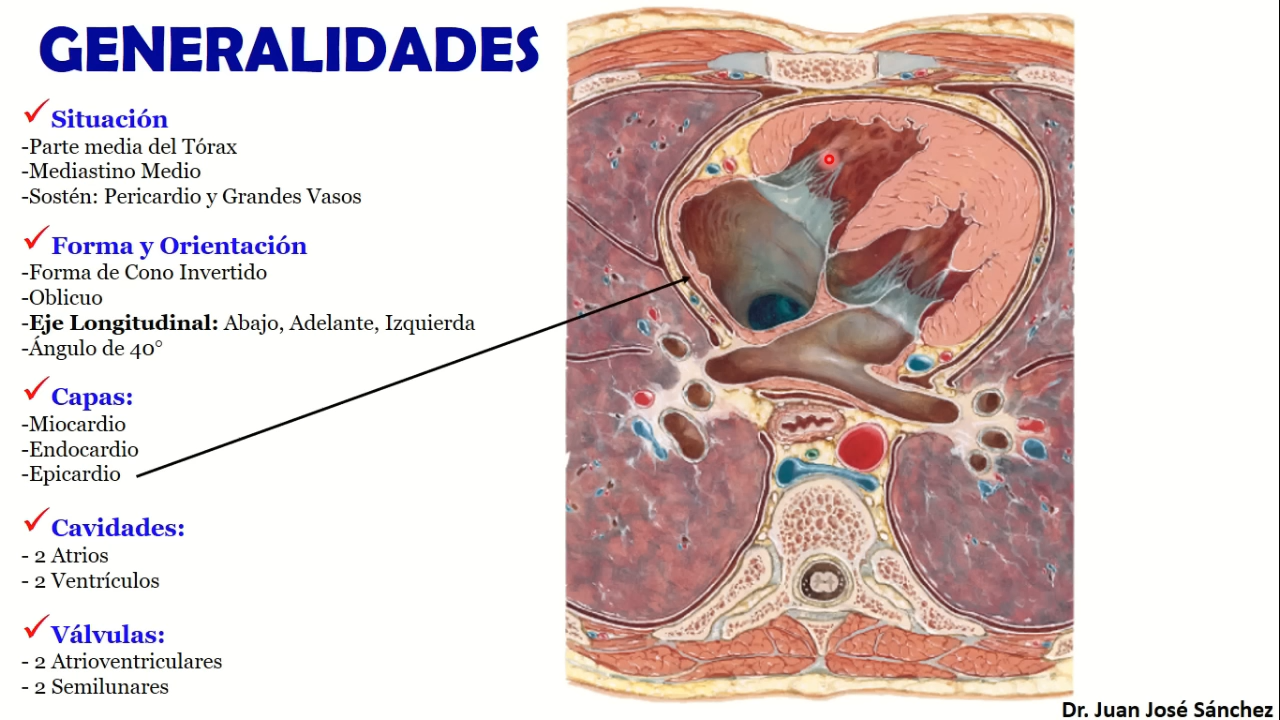 GENERALIDADES
Situación
-Parte media del Tórax
-Mediastino Medio
-Sostén: Pericardio y Grandes Vasos
Forma y Orientación
-Forma de Cono Invertido
-Oblicuo
-Eje Longitudinal: Abajo, Adelante, Izquierda
-Ángulo de 40°
Capas:
-Miocardio
-Endocardio
-Epicardio
Cavidades:
- 2 Atrios
- 2 Ventrículos
Válvulas:
- 2 Atrioventriculares
- 2 Semilunares
Dr. Juan José Sánchez